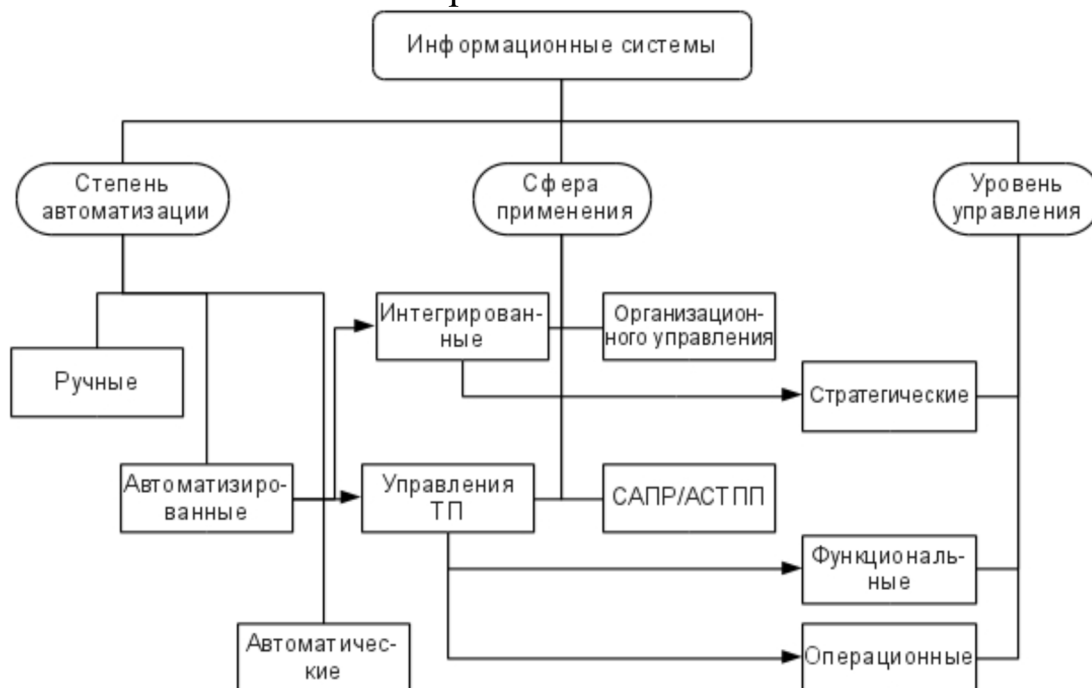 Информационные системы
Степень
автоматизации
Сфера
применения
Уровень
управления
Интегрирован-
ные
Организацион-
ного управления
Ручные
Стратегические
Автоматизиро-
ванные
Управления
ТП
САПР/АСТПП
Функциональ-
ные
Автоматичес-
кие
Операционные